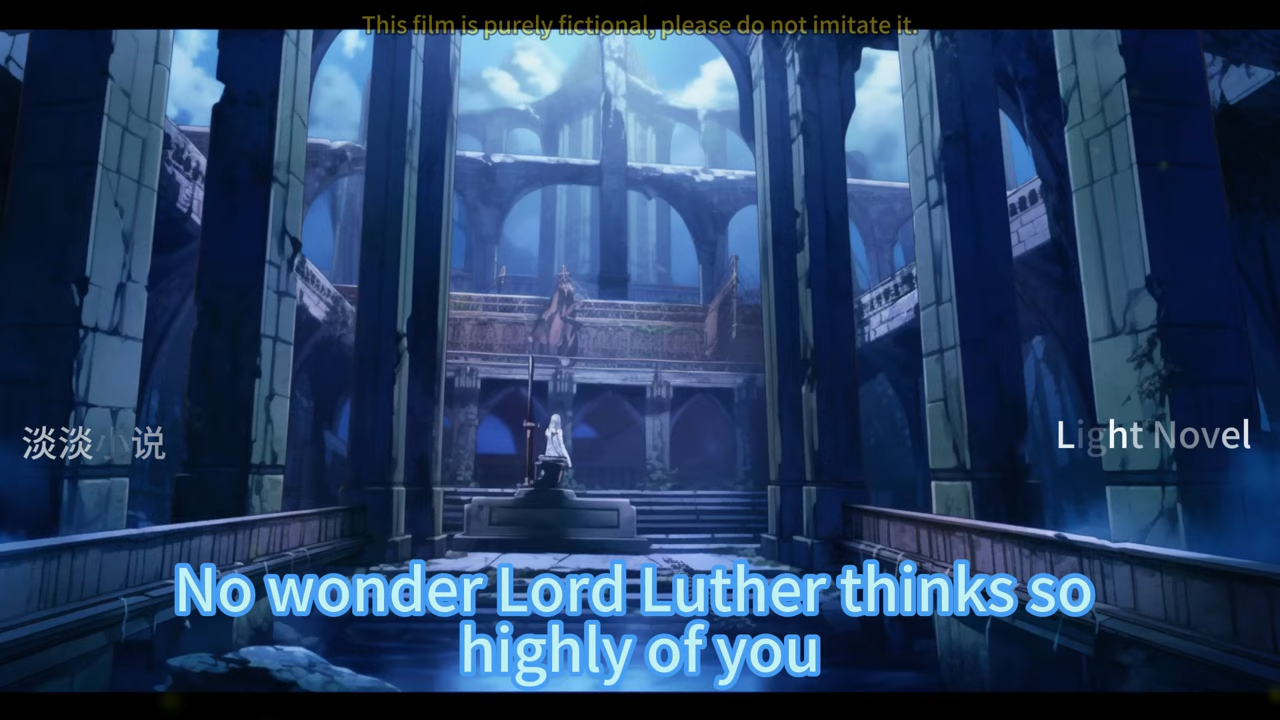 This film is purely fictional, please do not imitate it.
淡淡小说
Light Novel
No wonder Lord Luther thinks so
highly of you